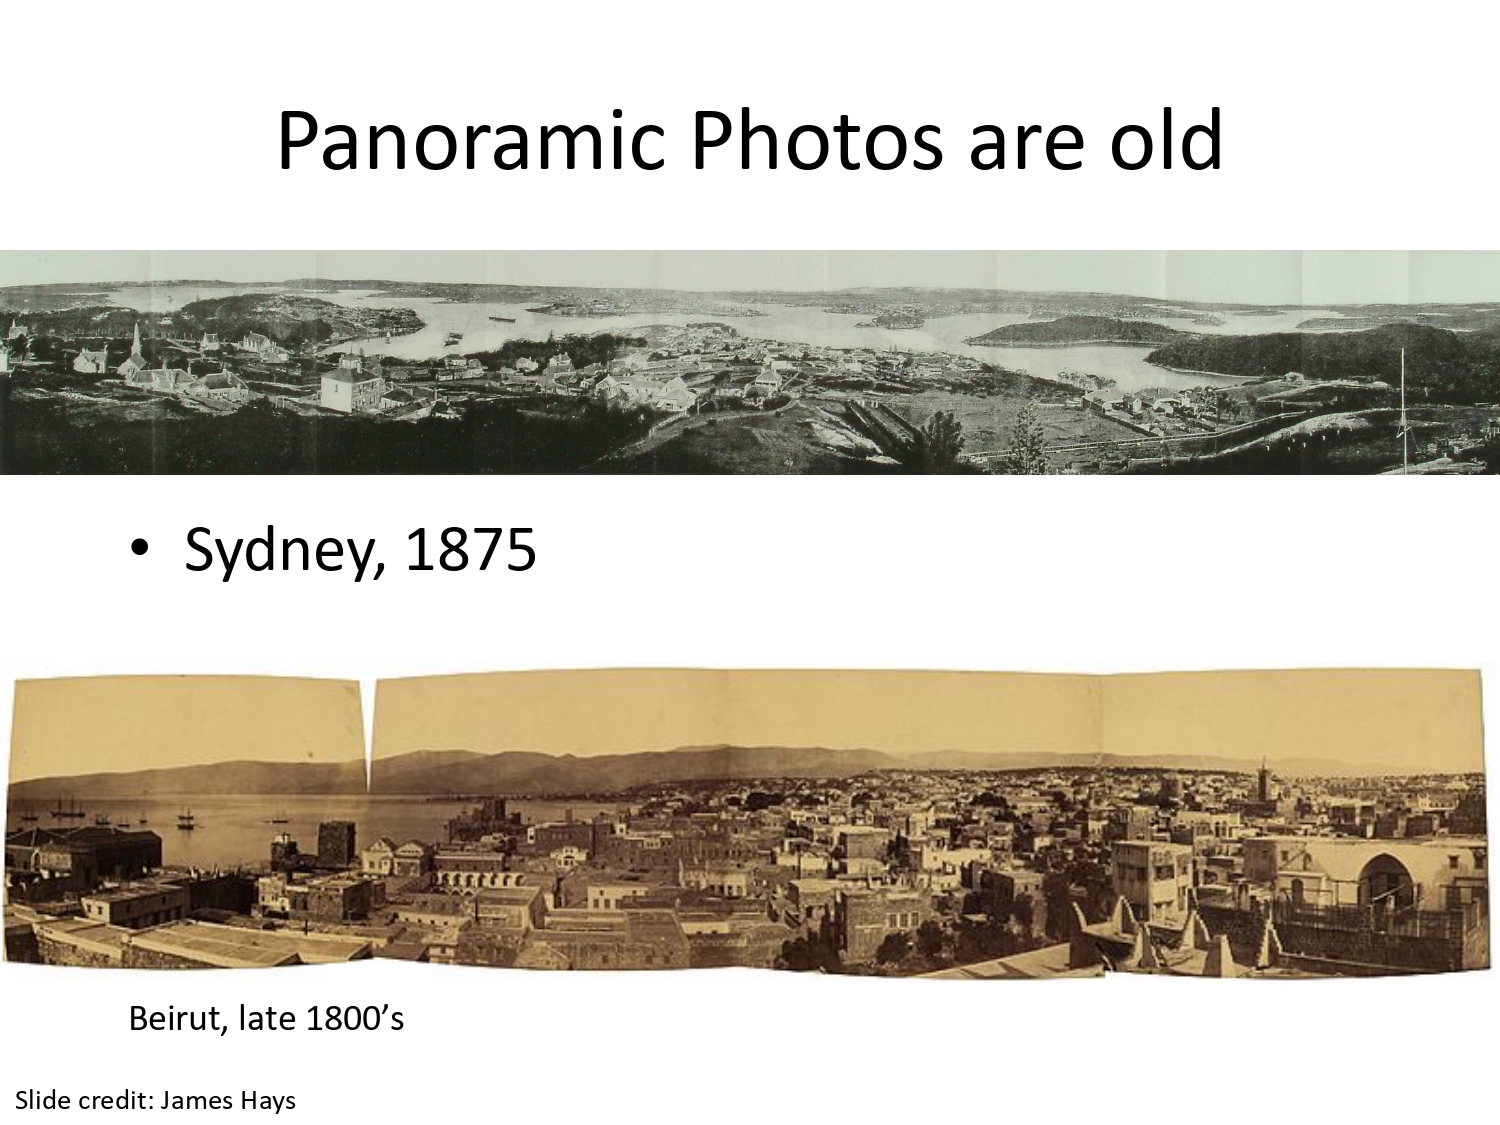 Panoramic Photos are old
• Sydney, 1875
Beirut, late 1800’s
Slide credit: James Hays